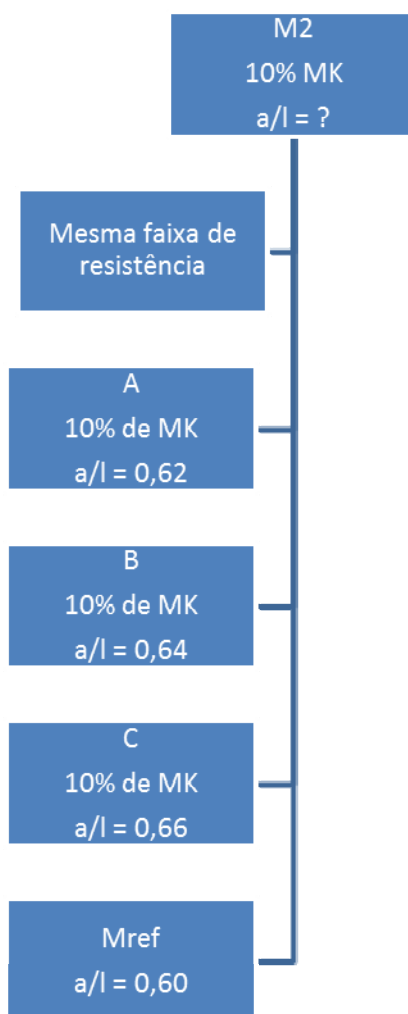 M2
10% MK
a/l = ?
Mesma faixa de
resistência
A
10% de MK
a/l = 0,62
B
10% de MK
a/l = 0,64
C
10% de MK
a/l = 0,66
Mref
a/l = 0,60